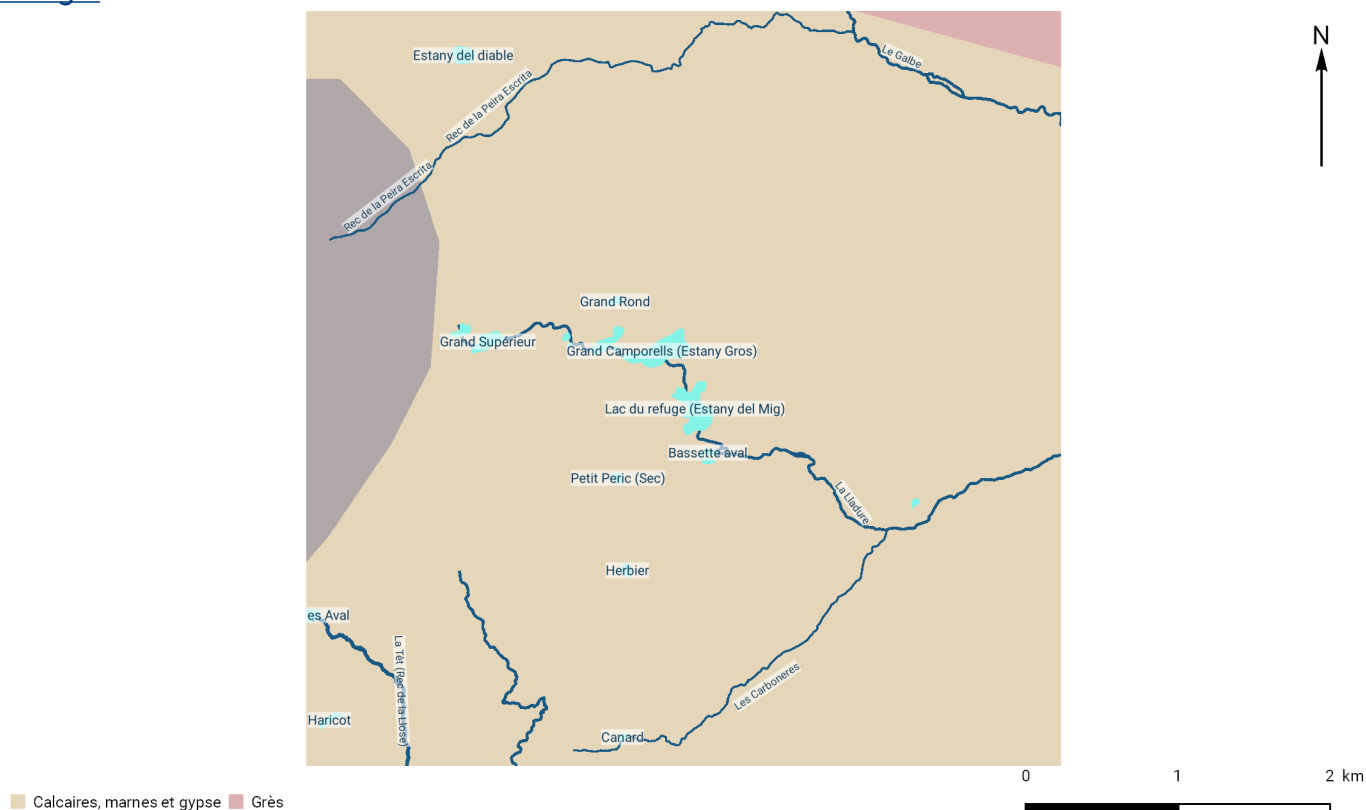 N
Estany del diable
Le Galbe
Rec de la Peira Escrita
Rec de la Peira Escrita
Grand Rond
Grand Supérieur
Grand Camporells (Estany Gros)
Lac du refuge (Estany del Mig)
Bassette aval
Petit Peric (Sec)
La Lladure
Herbier
es Aval
La Têt (Rec de la Llose)
Les Carboneres
Haricot
Canard
0 1 2 km
Calcaires, marnes et gypse Grès